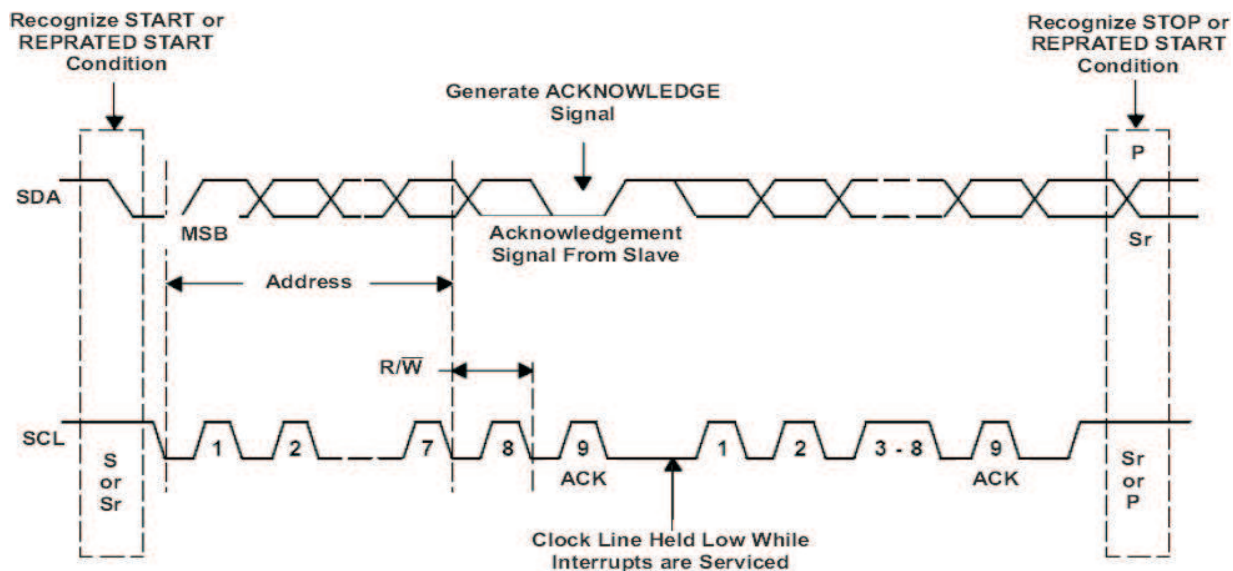 Recognize START or
REPRATED START
Condition
Recognize STOP or
REPRATED START
Condition
Generate ACKNOWLEDGE
Signal
P
SDA
MSB
Acknowledgement
Signal From Slave
Sr
Address
R/W̅
SCL
1
2
7
8
9
1
2
3 - 8
9
ACK
ACK
S
or
Sr
Sr
or
P
Clock Line Held Low While
Interrupts are Serviced